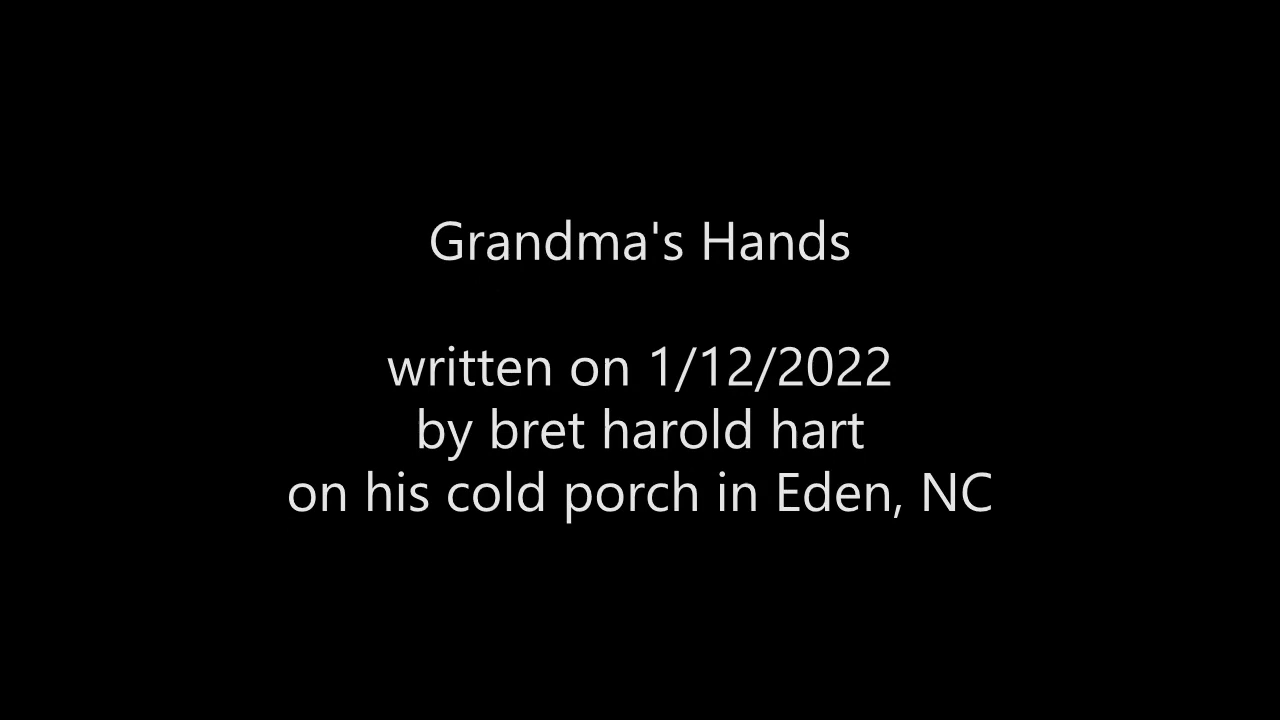 Grandma's Hands
written on 1/12/2022
by bret harold hart
on his cold porch in Eden, NC